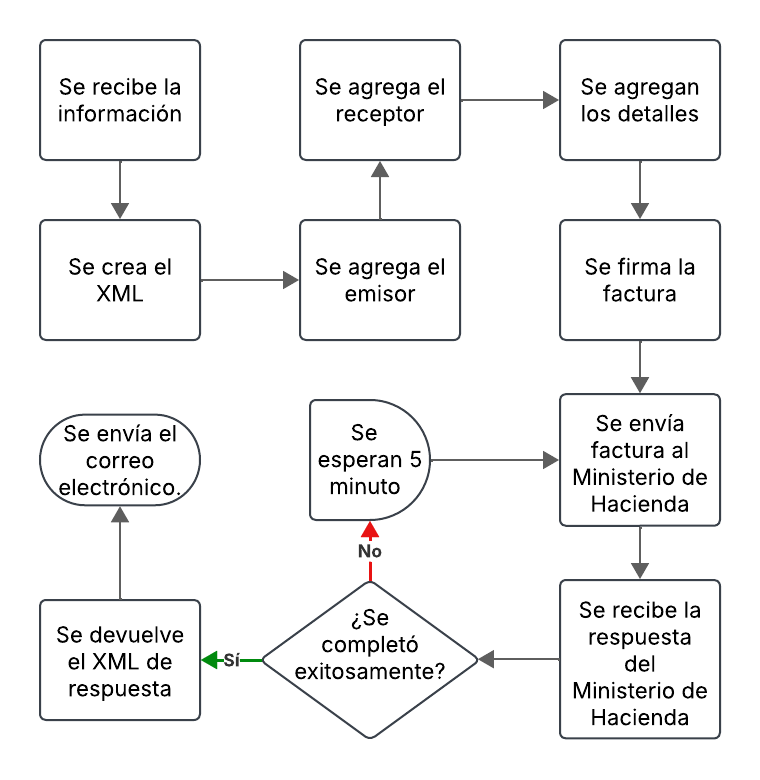 Se recibe la
información
Se crea el
XML
Se agrega el
emisor
Se agrega el
receptor
Se agregan
los detalles
Se firma la
factura
Se envía
factura al
Ministerio de
Hacienda
Se recibe la
respuesta
del
Ministerio de
Hacienda
¿Se
completó
exitosamente?
No
Se
esperan 5
minuto
Sí
Se devuelve
el XML de
respuesta
Se envía el
correo
electrónico.